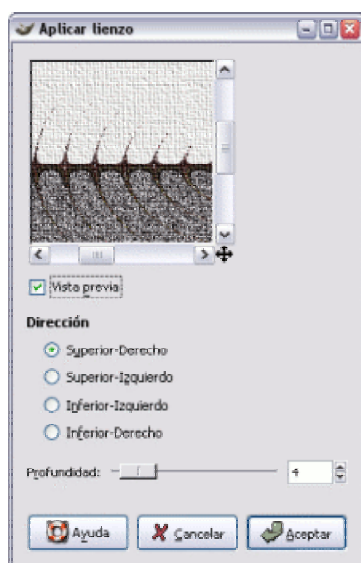 Aplicar lienzo
Vista previa
Dirección
Superior-Derecho
Superior-Izquierdo
Inferior-Izquierdo
Inferior-Derecho
Profundidad: 4
Ayuda Cancelar Aceptar